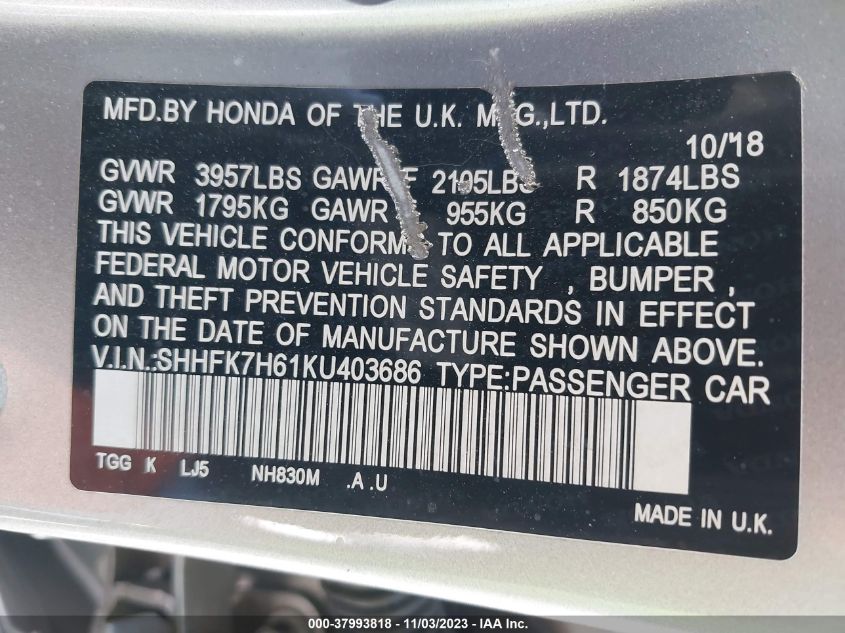 MFD.BY HONDA OF THE U.K. MFG.,LTD.
10/'18
GVWR 3957LBS GAWR F 2105LBS R 1874LBS
GVWR 1795KG GAWR 955KG R 850KG
THIS VEHICLE CONFORMS TO ALL APPLICABLE
FEDERAL MOTOR VEHICLE SAFETY , BUMPER ,
AND THEFT PREVENTION STANDARDS IN EFFECT
ON THE DATE OF MANUFACTURE SHOWN ABOVE.
V.I.N.:SHHFK7H61KU403686 TYPE:PASSENGER CAR
TGG K LJ5 NH830M .A .U
MADE IN U.K.
000-37993818 - 11/03/2023 - IAA Inc.